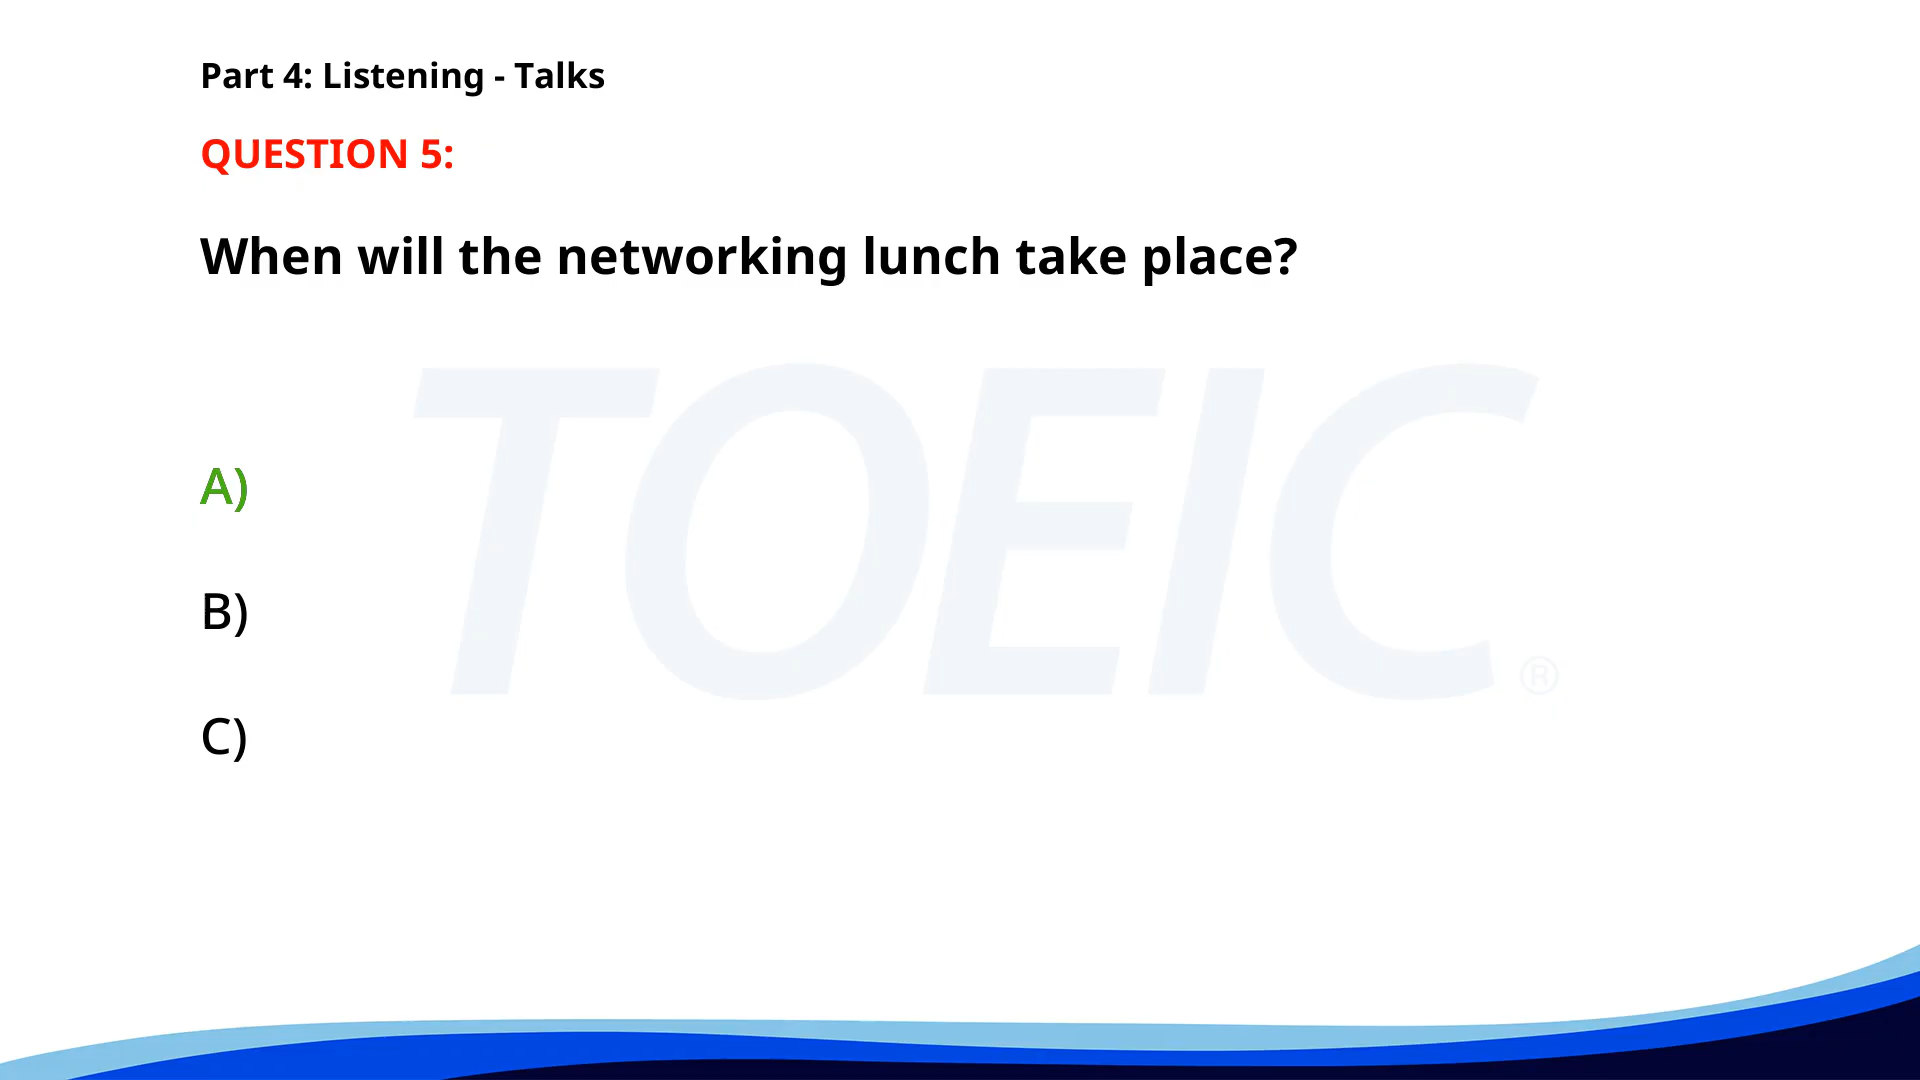 Part 4: Listening - Talks
QUESTION 5:
When will the networking lunch take place?
TOEIC®
A)
B)
C)